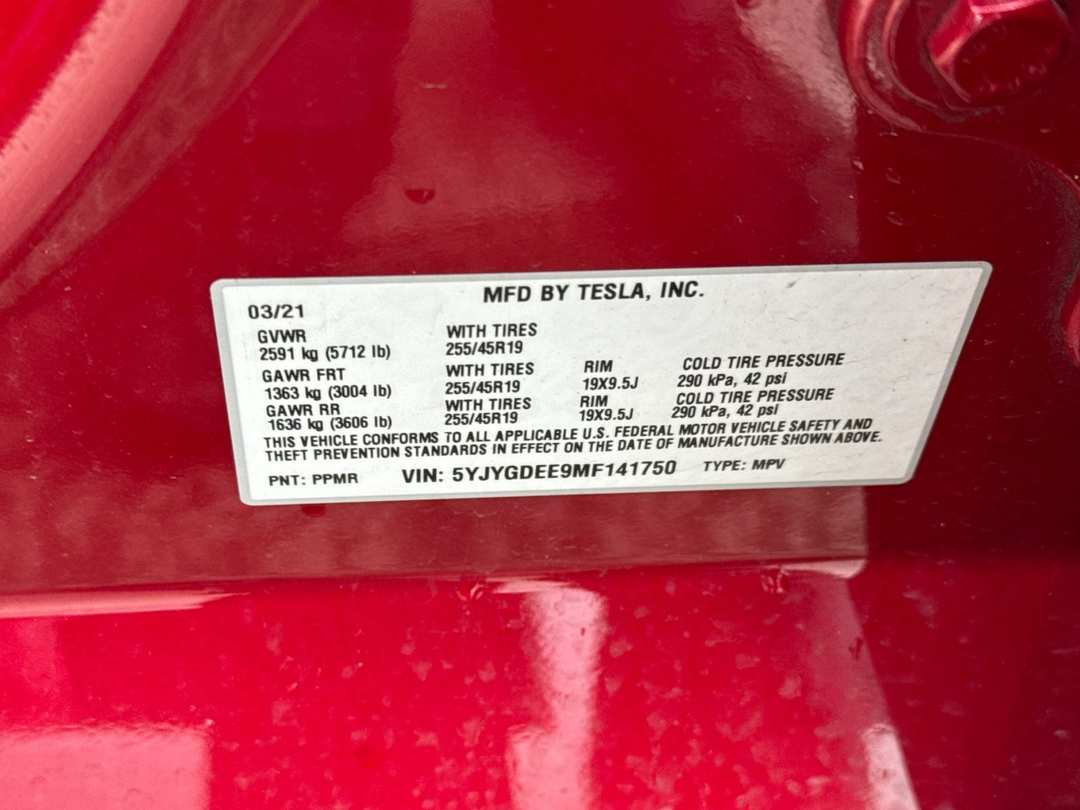 MFD BY TESLA, INC.
03/21
GVWR WITH TIRES
2591 kg (5712 lb) 255/45R19
GAWR FRT WITH TIRES RIM COLD TIRE PRESSURE
1363 kg (3004 lb) 255/45R19 19X9.5J 290 kPa, 42 psi
GAWR RR WITH TIRES RIM COLD TIRE PRESSURE
1636 kg (3606 lb) 255/45R19 19X9.5J 290 kPa, 42 psi
THIS VEHICLE CONFORMS TO ALL APPLICABLE U.S. FEDERAL MOTOR VEHICLE SAFETY AND
THEFT PREVENTION STANDARDS IN EFFECT ON THE DATE OF MANUFACTURE SHOWN ABOVE.
PNT: PPMR VIN: 5YJYGDEE9MF141750 TYPE: MPV